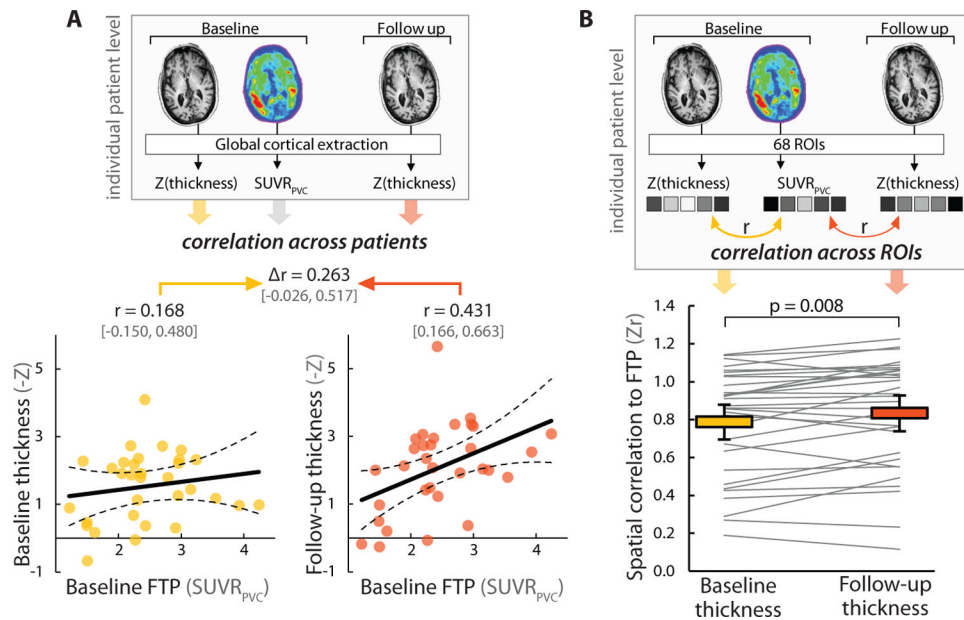 A
individual patient level
Baseline
Follow up
Global cortical extraction
Z(thickness)
SUVRPVC
Z(thickness)
correlation across patients
Δr = 0.263
[-0.026, 0.517]
r = 0.168
[-0.150, 0.480]
r = 0.431
[0.166, 0.663]
Baseline thickness (-Z)
5
3
1
-1
2
3
4
Baseline FTP (SUVRPVC)
Follow-up thickness (-Z)
5
3
1
-1
2
3
4
Baseline FTP (SUVRPVC)
B
individual patient level
Baseline
Follow up
68 ROIs
Z(thickness)
SUVRPVC
Z(thickness)
r
r
correlation across ROIs
p = 0.008
Spatial correlation to FTP (Zr)
1.4
1.2
1.0
0.8
0.6
0.4
0.2
0.0
Baseline
thickness
Follow-up
thickness